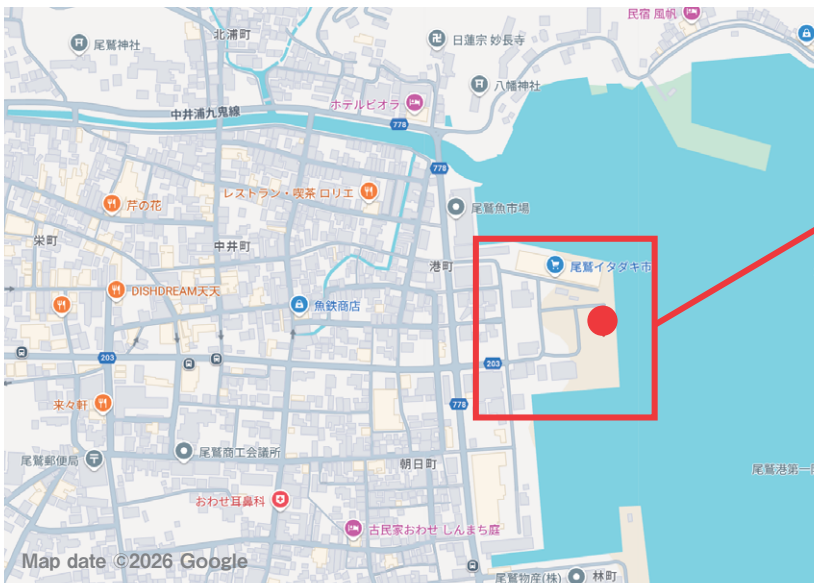 民宿 風帆
北浦町
尾鷲神社
日蓮宗 妙長寺
八幡神社
ホテルビオラ
中井浦九鬼線
778
778
レストラン・喫茶 ロリエ
芹の花
尾鷲魚市場
栄町
中井町
港町
尾鷲イタダキ市
DISHDREAM天天
魚鉄商店
203
203
778
来々軒
尾鷲商工会議所
尾鷲郵便局
朝日町
尾鷲港第一
おわせ耳鼻科
古民家おわせ しんまち庭
Map date ©2026 Google
尾鷲物産(株)
林町